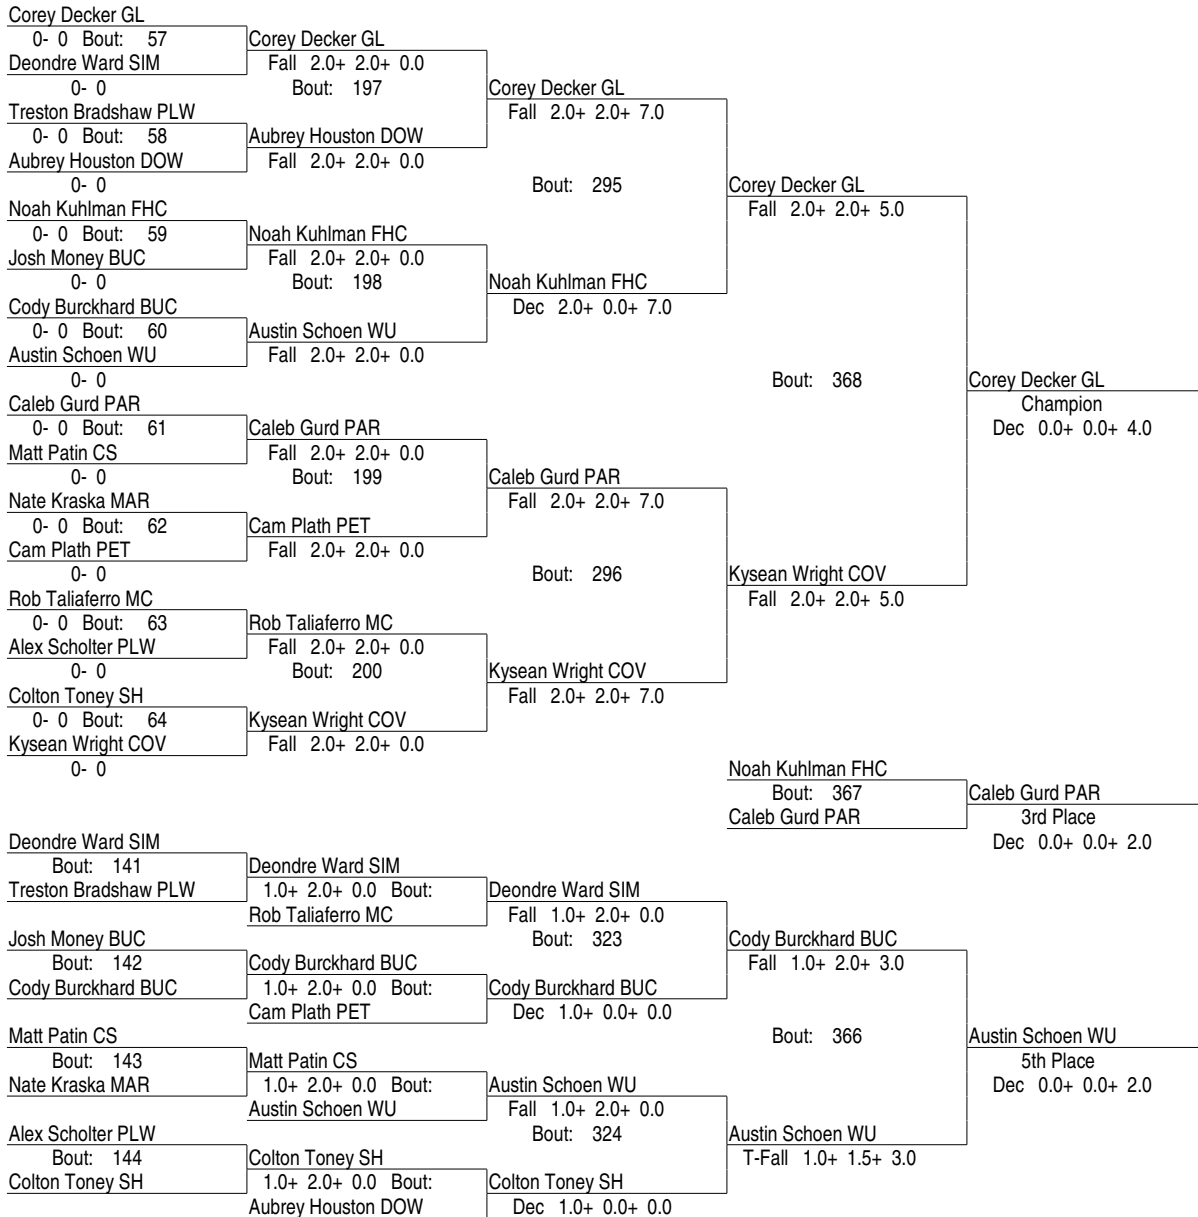 Corey Decker GL
0- 0 Bout: 57 Corey Decker GL
Deondre Ward SIM Fall 2.0+ 2.0+ 0.0
0- 0 Bout: 197 Corey Decker GL
Treston Bradshaw PLW Fall 2.0+ 2.0+ 7.0
0- 0 Bout: 58 Aubrey Houston DOW
Aubrey Houston DOW Fall 2.0+ 2.0+ 0.0
0- 0 Bout: 295 Corey Decker GL
Noah Kuhlman FHC Fall 2.0+ 2.0+ 5.0
0- 0 Bout: 59 Noah Kuhlman FHC
Josh Money BUC Fall 2.0+ 2.0+ 0.0
0- 0 Bout: 198 Noah Kuhlman FHC
Cody Burckhard BUC Dec 2.0+ 0.0+ 7.0
0- 0 Bout: 60 Austin Schoen WU
Austin Schoen WU Fall 2.0+ 2.0+ 0.0
0- 0 Bout: 368 Corey Decker GL
Caleb Gurd PAR Champion
0- 0 Bout: 61 Caleb Gurd PAR Dec 0.0+ 0.0+ 4.0
Matt Patin CS Fall 2.0+ 2.0+ 0.0
0- 0 Bout: 199 Caleb Gurd PAR
Nate Kraska MAR Fall 2.0+ 2.0+ 7.0
0- 0 Bout: 62 Cam Plath PET
Cam Plath PET Fall 2.0+ 2.0+ 0.0
0- 0 Bout: 296 Kysean Wright COV
Rob Taliaferro MC Fall 2.0+ 2.0+ 5.0
0- 0 Bout: 63 Rob Taliaferro MC
Alex Scholter PLW Fall 2.0+ 2.0+ 0.0
0- 0 Bout: 200 Kysean Wright COV
Colton Toney SH Fall 2.0+ 2.0+ 7.0
0- 0 Bout: 64 Kysean Wright COV
Kysean Wright COV Fall 2.0+ 2.0+ 0.0
0- 0 Noah Kuhlman FHC
Bout: 367 Caleb Gurd PAR
Caleb Gurd PAR 3rd Place
Deondre Ward SIM Dec 0.0+ 0.0+ 2.0
Bout: 141 Deondre Ward SIM
Treston Bradshaw PLW 1.0+ 2.0+ 0.0 Bout: Deondre Ward SIM
Rob Taliaferro MC Fall 1.0+ 2.0+ 0.0
Josh Money BUC Bout: 323 Cody Burckhard BUC
Bout: 142 Cody Burckhard BUC Fall 1.0+ 2.0+ 3.0
Cody Burckhard BUC 1.0+ 2.0+ 0.0 Bout: Cody Burckhard BUC
Cam Plath PET Dec 1.0+ 0.0+ 0.0
Matt Patin CS Bout: 366 Austin Schoen WU
Bout: 143 Matt Patin CS 5th Place
Nate Kraska MAR 1.0+ 2.0+ 0.0 Bout: Austin Schoen WU Dec 0.0+ 0.0+ 2.0
Austin Schoen WU Fall 1.0+ 2.0+ 0.0
Alex Scholter PLW Bout: 324 Austin Schoen WU
Bout: 144 Colton Toney SH T-Fall 1.0+ 1.5+ 3.0
Colton Toney SH 1.0+ 2.0+ 0.0 Bout: Colton Toney SH
Aubrey Houston DOW Dec 1.0+ 0.0+ 0.0